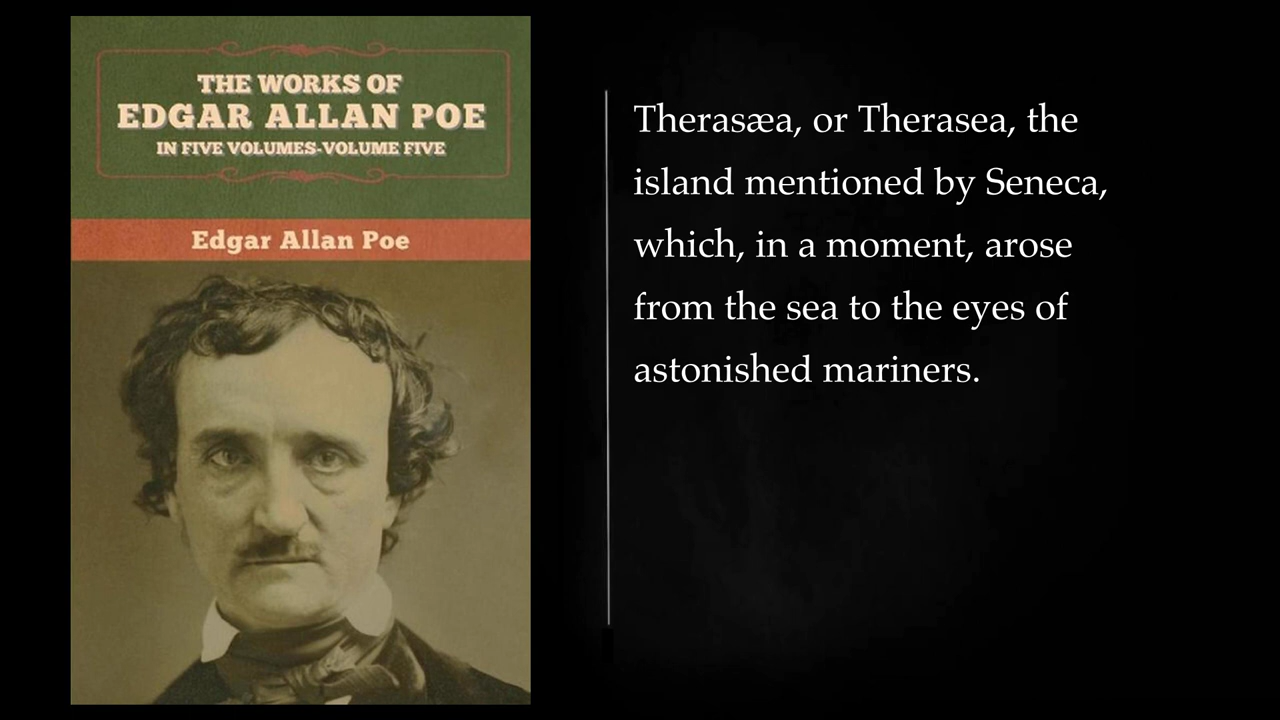 THE WORKS OF
EDGAR ALLAN POE
IN FIVE VOLUMES-VOLUME FIVE
Edgar Allan Poe
Therasæa, or Therasea, the
island mentioned by Seneca,
which, in a moment, arose
from the sea to the eyes of
astonished mariners.